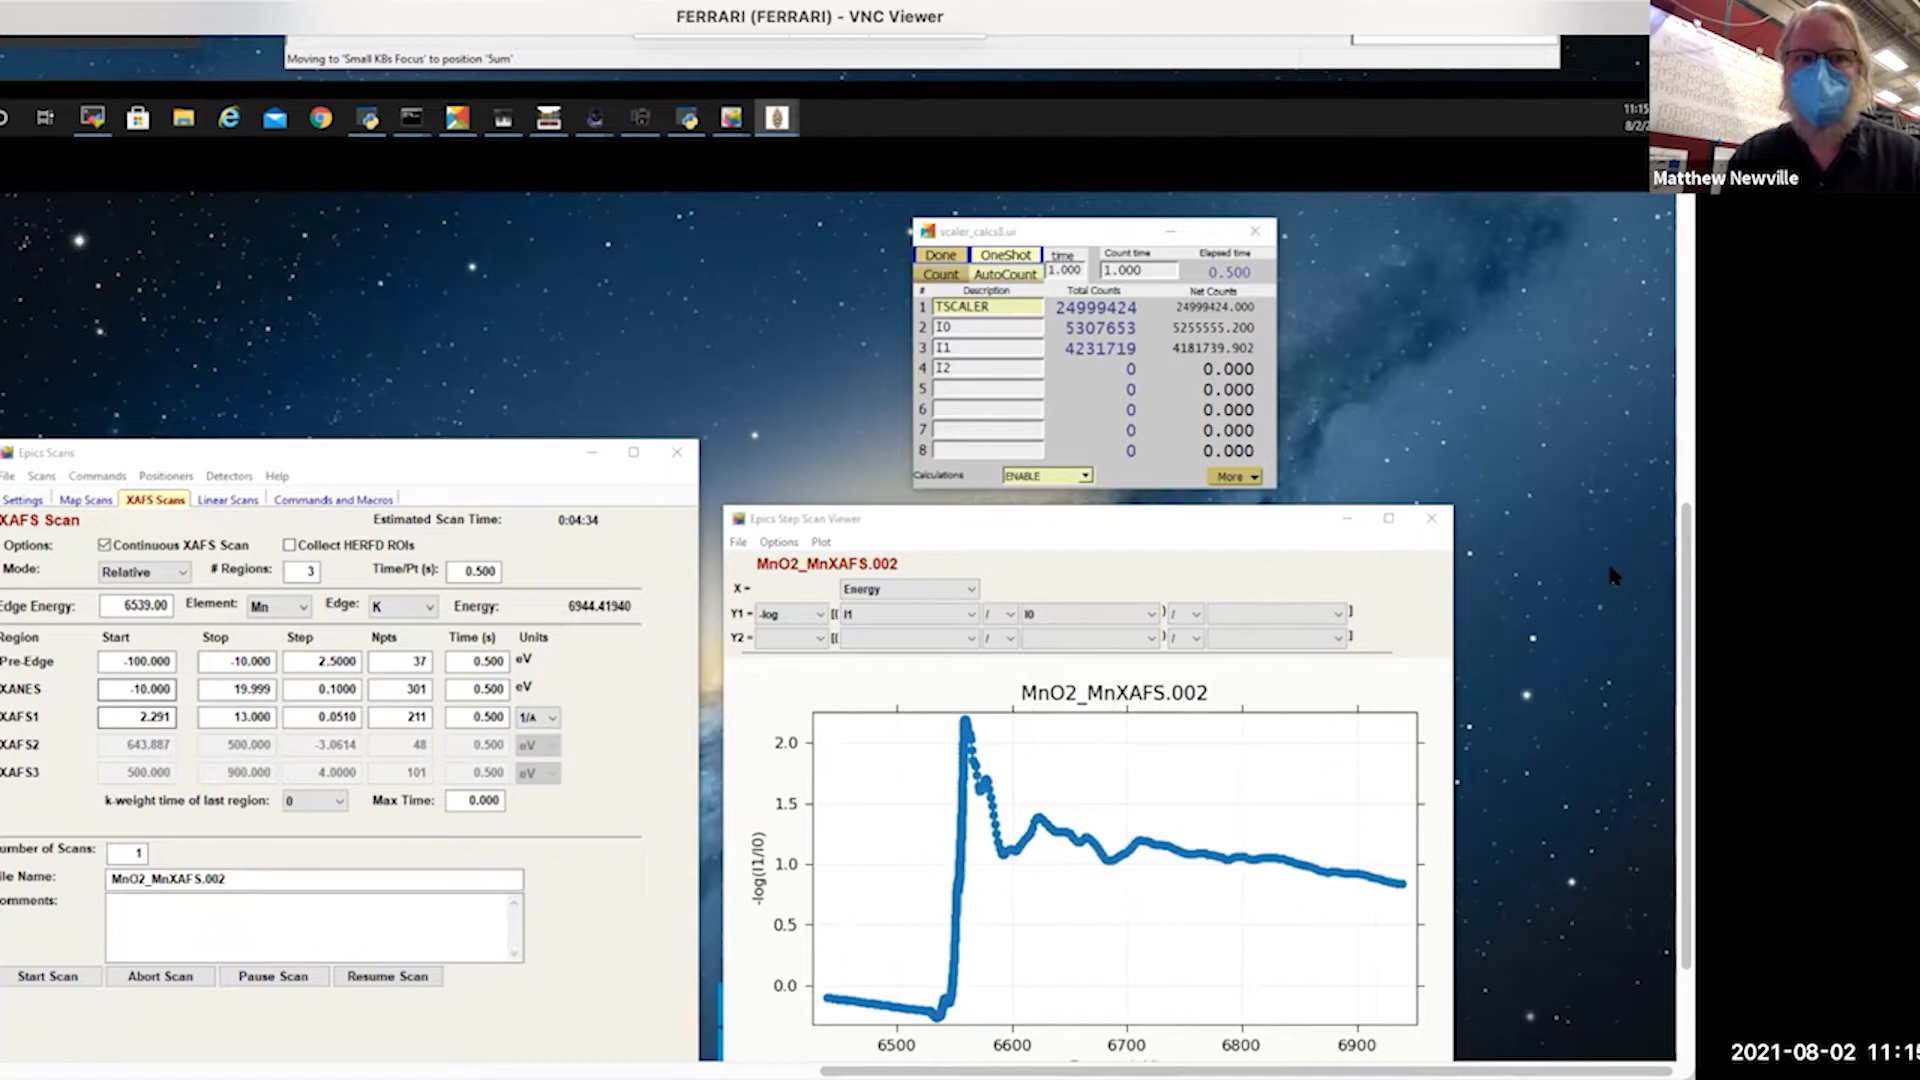 FERRARI (FERRARI) - VNC Viewer
Moving to 'Small KBs Focus' to position '5um'
11:15
8/2/2
Matthew Newville
scaler_calcs8.ui
Done OneShot time Count time Elapsed time
Count AutoCount 1.000 1.000 0.500
# Description Total Counts Net Counts
1 TSCALER 24999424 24999424.000
2 I0 5307653 5255555.200
3 I1 4231719 4181739.902
4 I2 0 0.000
5 0 0.000
6 0 0.000
7 0 0.000
8 0 0.000
Calculations ENABLE More
Epics Scans
File Scans Commands Positioners Detectors Help
Settings Map Scans XAFS Scans Linear Scans Commands and Macros
XAFS Scan Estimated Scan Time: 0:04:34
Options: Continuous XAFS Scan Collect HERFD ROIs
Mode: Relative # Regions: 3 Time/Pt (s): 0.500
Edge Energy: 6539.00 Element: Mn Edge: K Energy: 6944.41940
Region Start Stop Step Npts Time (s) Units
Pre-Edge -100.000 -10.000 2.5000 37 0.500 eV
XANES -10.000 19.999 0.1000 301 0.500 eV
XAFS1 2.291 13.000 0.0510 211 0.500 1/A
XAFS2 643.887 500.000 -3.0614 48 0.500 eV
XAFS3 500.000 900.000 4.0000 101 0.500 eV
k-weight time of last region: 0 Max Time: 0.000
umber of Scans: 1
ile Name: MnO2_MnXAFS.002
omments:
Start Scan Abort Scan Pause Scan Resume Scan
Epics Step Scan Viewer
File Options Plot
MnO2_MnXAFS.002
X = Energy
Y1 = -log [( I1 / I0 ) / ]
Y2 = [( / ) / ]
MnO2_MnXAFS.002
-log(I1/I0)
2.0
1.5
1.0
0.5
0.0
6500 6600 6700 6800 6900
2021-08-02 11:15